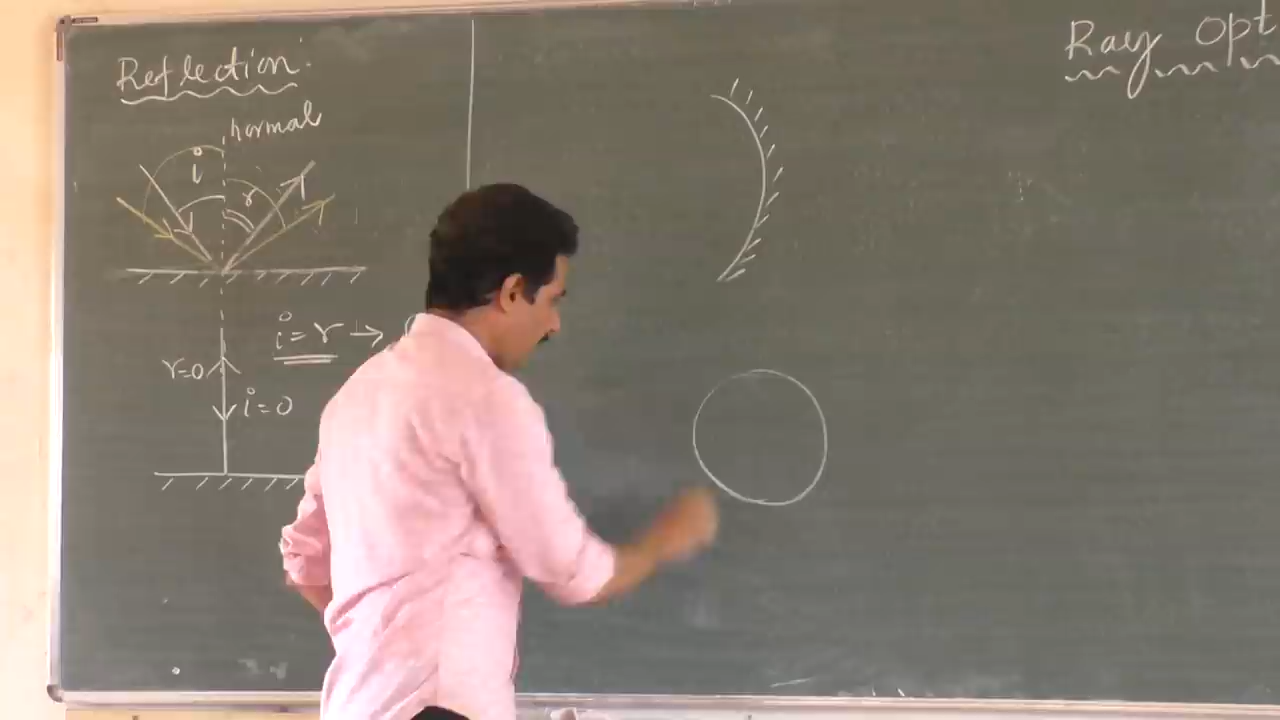 Reflection:
Ray Opt
normal
i
r
i = r →
r=0
i=0